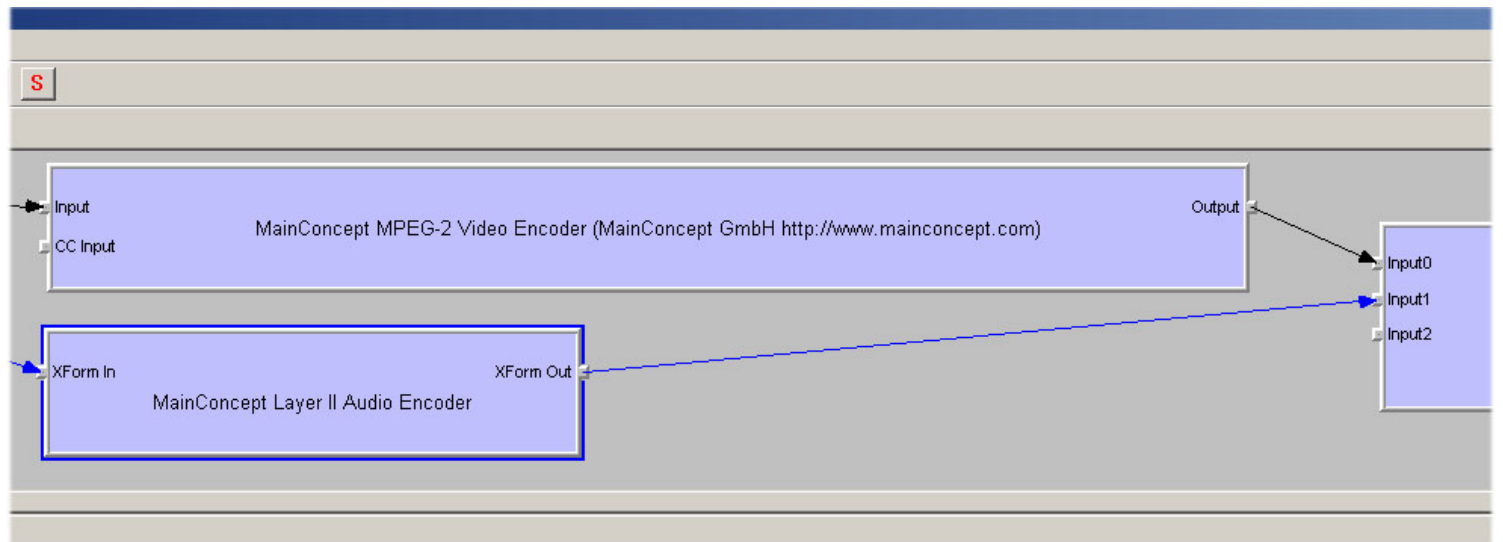 S
Input
CC Input
MainConcept MPEG-2 Video Encoder (MainConcept GmbH http://www.mainconcept.com)
Output
Input0
Input1
Input2
XForm In
XForm Out
MainConcept Layer II Audio Encoder